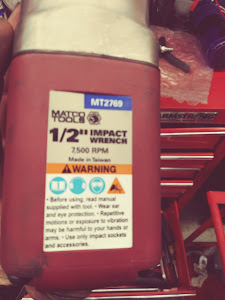 MT2769
MATCO
TOOLS
1/2" IMPACT
WRENCH
7,500 RPM
Made in Taiwan
WARNING
• Before using, read manual
supplied with tool. • Wear ear
and eye protection. • Repetitive
motions or exposure to vibration
may be harmful to your hands or
arms. • Use only impact sockets
and accessories.